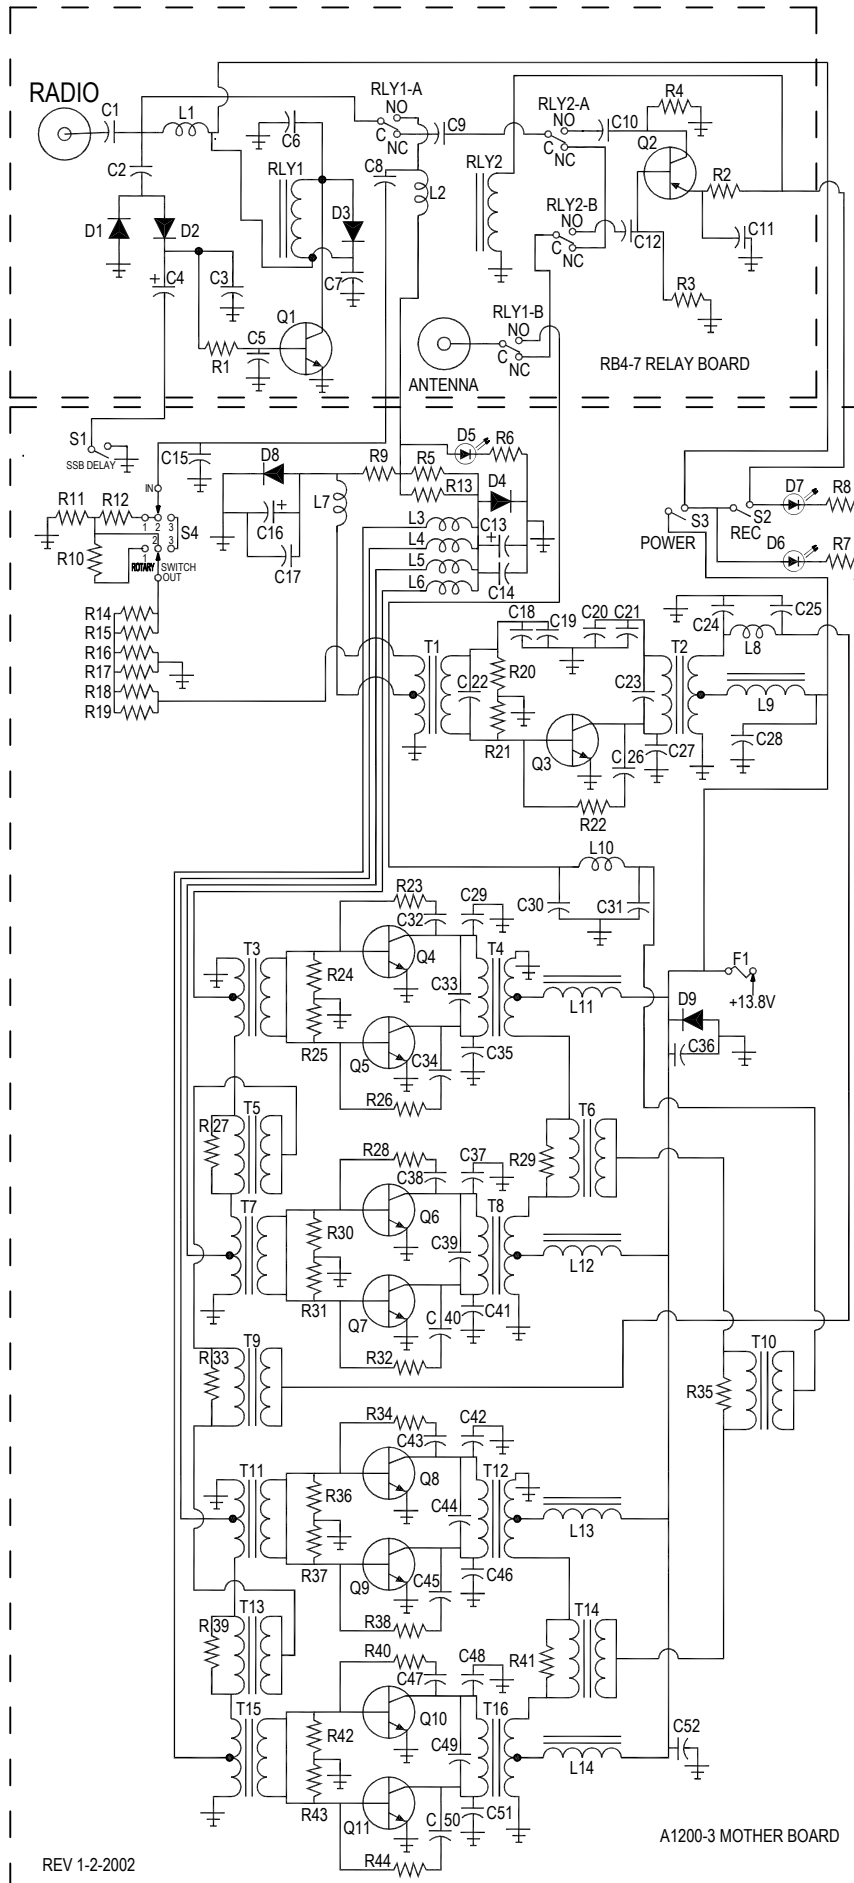 RADIO
C1
L1
C2
D1
D2
C4
+
C3
C6
RLY1
D3
C7
Q1
R1
C5
RLY1-A
NO
C
NC
C8
C9
L2
RLY2
RLY2-A
NO
C
NC
C10
R4
Q2
R2
RLY2-B
NO
C
NC
C12
C11
R3
RLY1-B
NO
C
NC
ANTENNA
RB4-7 RELAY BOARD
S1
SSB DELAY
C15
IN
R11
R12
1
2
3
S4
R10
1
2
3
ROTARY
SWITCH
OUT
D8
C16
+
C17
L7
R9
R5
R13
D5
R6
D4
L3
L4
L5
L6
C13
+
C14
S3
POWER
S2
REC
D7
R8
D6
R7
R14
R15
R16
R17
R18
R19
T1
C18
C19
C20
C21
C22
R20
R21
Q3
C23
T2
C24
C25
L8
L9
C28
C27
C26
R22
L10
C30
C31
R23
C32
C29
T3
R24
R25
Q4
Q5
C33
C34
C35
T4
L11
R26
F1
+13.8V
D9
C36
R27
T5
T6
R29
T7
R28
C38
C37
R30
R31
Q6
Q7
C39
C40
C41
T8
L12
R32
R33
T9
R35
T10
R34
C43
C42
T11
R36
R37
Q8
Q9
C44
C45
C46
T12
L13
R38
R39
T13
T14
R41
T15
R40
C47
C48
R42
R43
Q10
Q11
C49
C50
C51
T16
L14
C52
R44
A1200-3 MOTHER BOARD
REV 1-2-2002